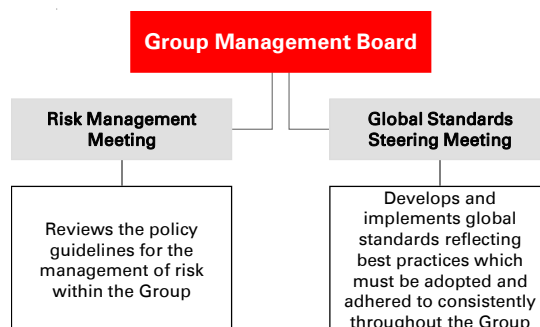 Group Management Board
Risk Management
Meeting
Global Standards
Steering Meeting
Reviews the policy
guidelines for the
management of risk
within the Group
Develops and
implements global
standards reflecting
best practices which
must be adopted and
adhered to consistently
throughout the Group